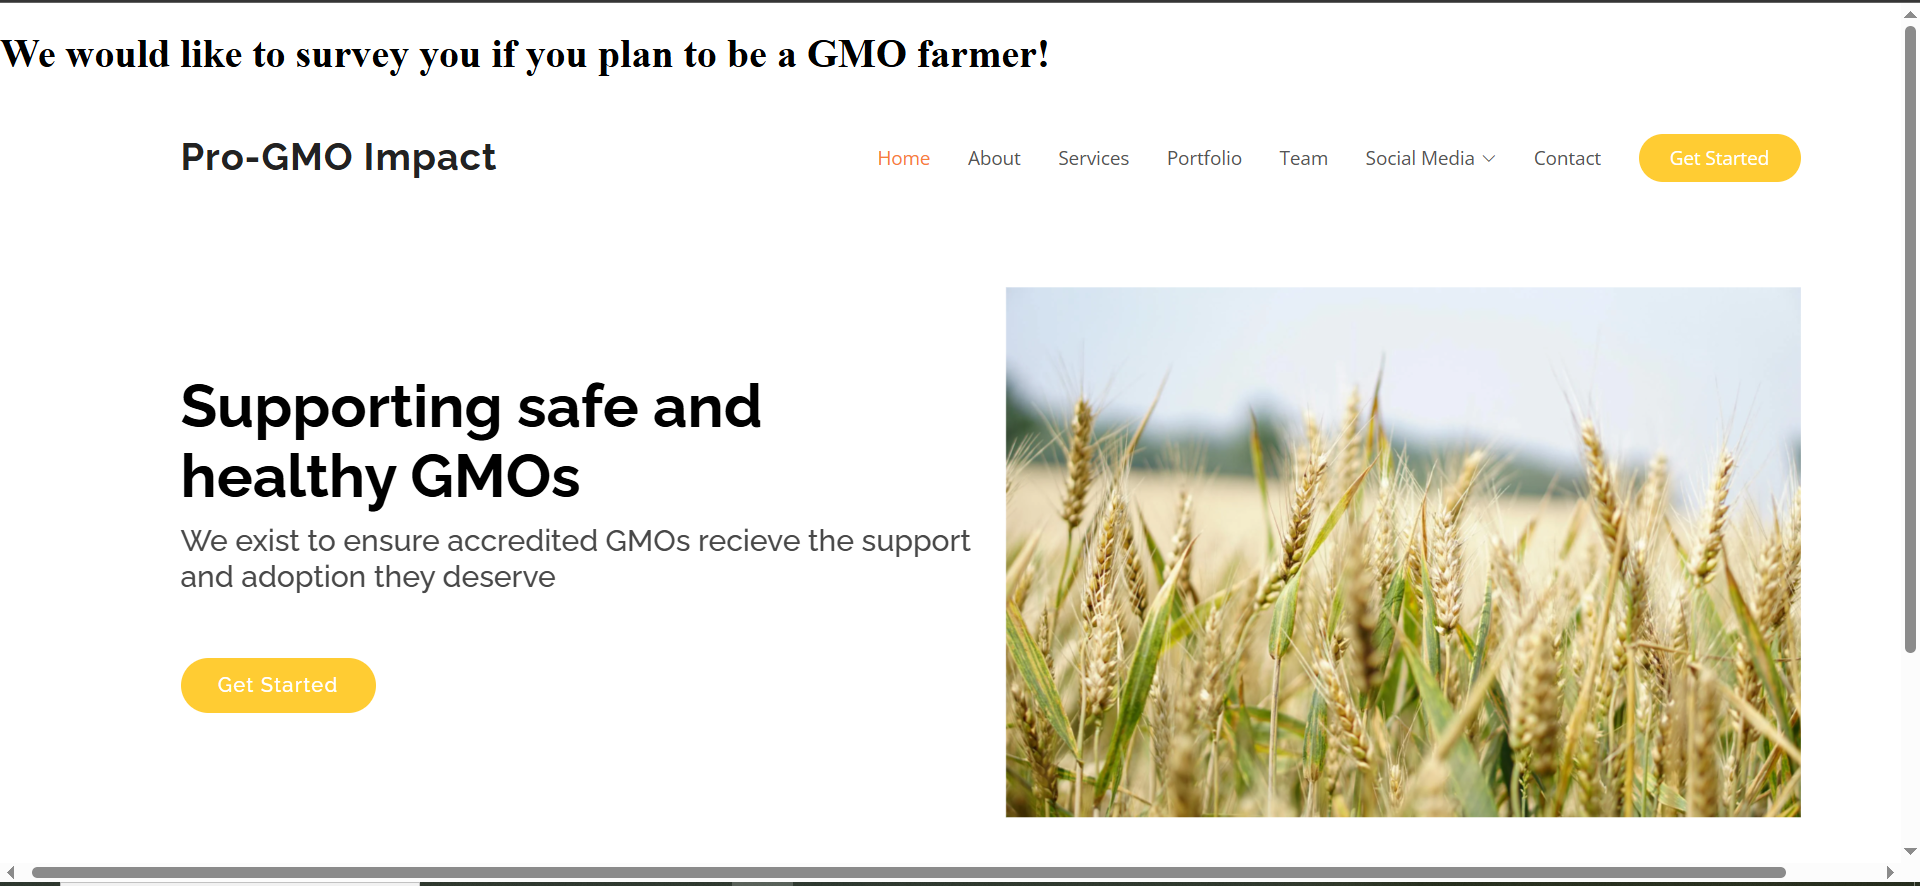 We would like to survey you if you plan to be a GMO farmer!
Pro-GMO Impact
Home About Services Portfolio Team Social Media Contact Get Started
Supporting safe and
healthy GMOs
We exist to ensure accredited GMOs recieve the support
and adoption they deserve
Get Started